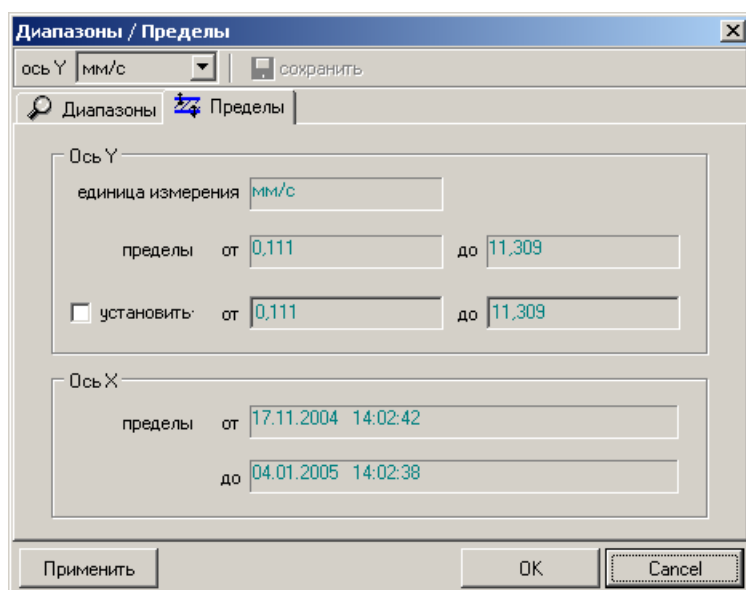 Диапазоны / Пределы
ось Y мм/с сохранить
Диапазоны Пределы
Ось Y
единица измерения мм/с
пределы от 0,111 до 11,309
установить· от 0,111 до 11,309
Ось X
пределы от 17.11.2004 14:02:42
до 04.01.2005 14:02:38
Применить OK Cancel